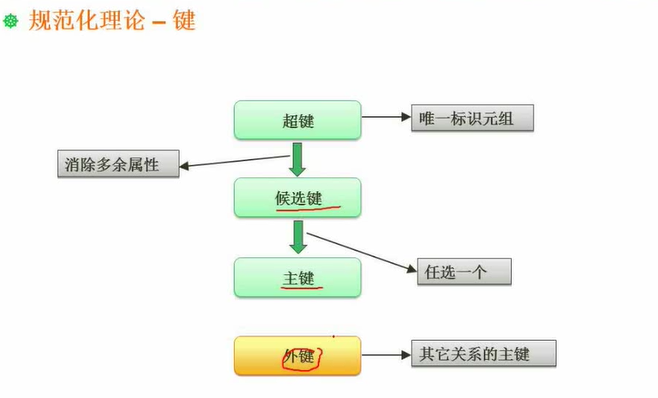 规范化理论 – 键
超键
唯一标识元组
消除多余属性
候选键
主键
任选一个
外键
其它关系的主键